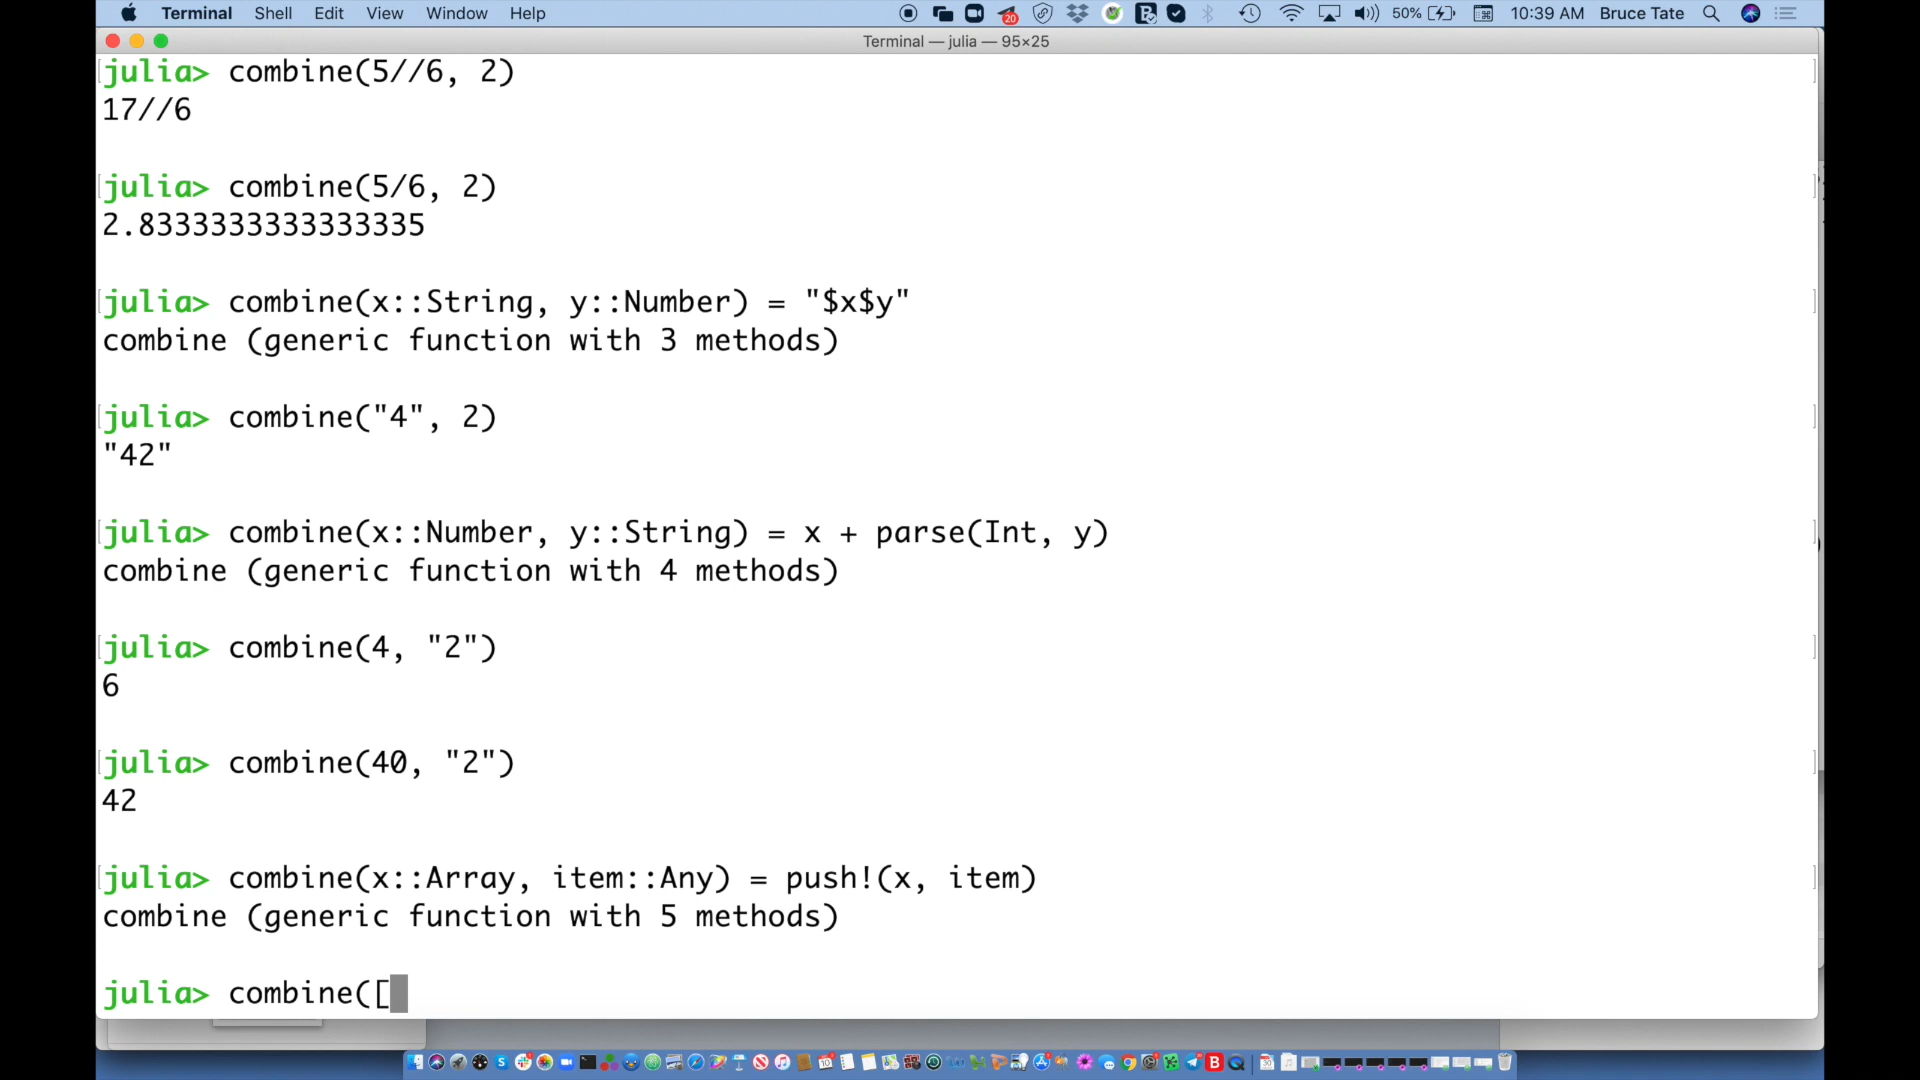 Terminal Shell Edit View Window Help 20 50% 10:39 AM Bruce Tate
Terminal — julia — 95×25
julia> combine(5//6, 2)
17//6
julia> combine(5/6, 2)
2.8333333333333335
julia> combine(x::String, y::Number) = "$x$y"
combine (generic function with 3 methods)
julia> combine("4", 2)
"42"
julia> combine(x::Number, y::String) = x + parse(Int, y)
combine (generic function with 4 methods)
julia> combine(4, "2")
6
julia> combine(40, "2")
42
julia> combine(x::Array, item::Any) = push!(x, item)
combine (generic function with 5 methods)
julia> combine([